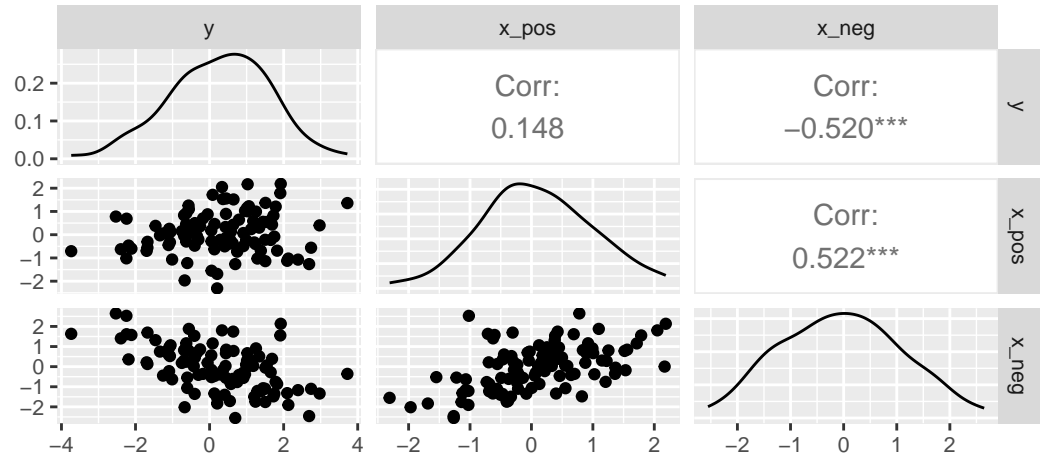 y x_pos x_neg
0.2
0.1
0.0
Corr:
0.148
Corr:
−0.520***
y
2
1
0
−1
−2
Corr:
0.522***
x_pos
2
1
0
−1
−2
x_neg
−4 −2 0 2 4
−2 −1 0 1 2
−2 −1 0 1 2